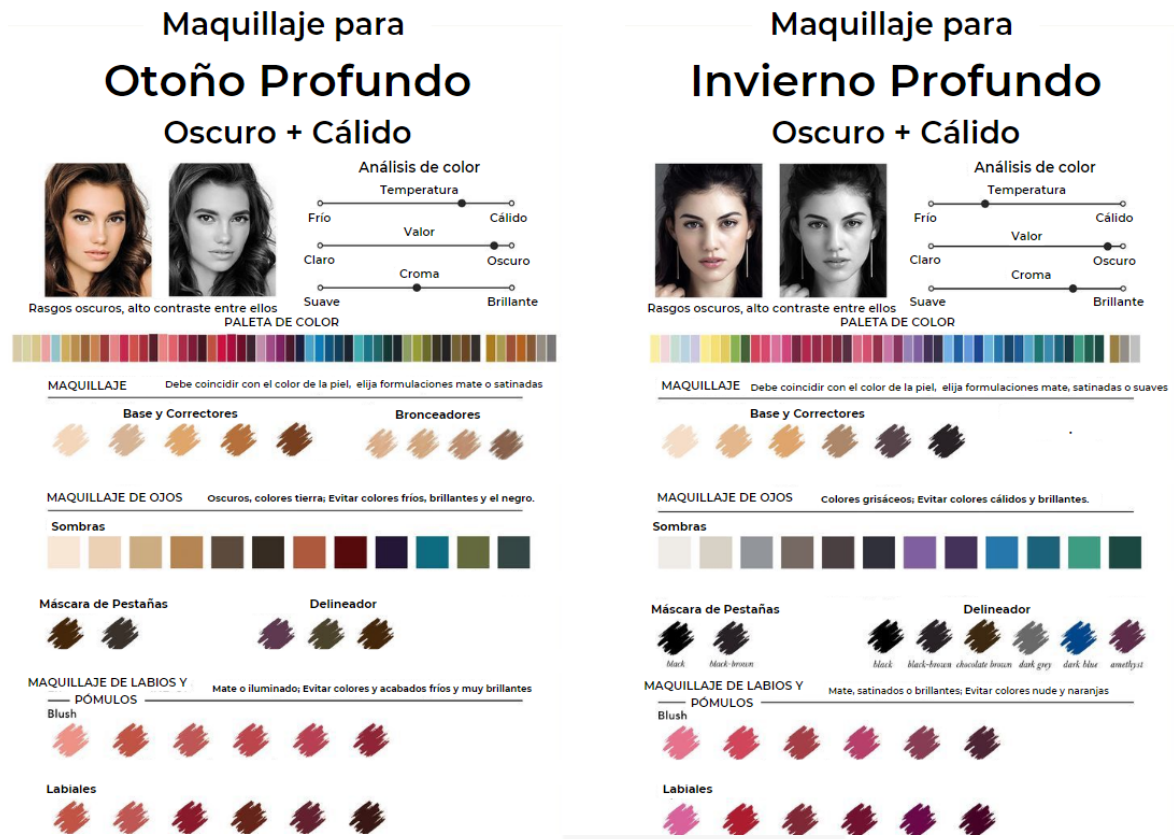 Maquillaje para
Otoño Profundo
Oscuro + Cálido
Análisis de color
Temperatura
Frío
Cálido
Valor
Claro
Oscuro
Croma
Suave
Brillante
Rasgos oscuros, alto contraste entre ellos
PALETA DE COLOR
MAQUILLAJE
Debe coincidir con el color de la piel, elija formulaciones mate o satinadas
Base y Correctores
Bronceadores
MAQUILLAJE DE OJOS
Oscuros, colores tierra; Evitar colores fríos, brillantes y el negro.
Sombras
Máscara de Pestañas
Delineador
MAQUILLAJE DE LABIOS Y
PÓMULOS
Mate o iluminado; Evitar colores y acabados fríos y muy brillantes
Blush
Labiales
Maquillaje para
Invierno Profundo
Oscuro + Cálido
Análisis de color
Temperatura
Frío
Cálido
Valor
Claro
Oscuro
Croma
Suave
Brillante
Rasgos oscuros, alto contraste entre ellos
PALETA DE COLOR
MAQUILLAJE
Debe coincidir con el color de la piel, elija formulaciones mate, satinadas o suaves
Base y Correctores
MAQUILLAJE DE OJOS
Colores grisáceos; Evitar colores cálidos y brillantes.
Sombras
Máscara de Pestañas
black
black-brown
Delineador
black
black-brown
chocolate brown
dark grey
dark blue
amethyst
MAQUILLAJE DE LABIOS Y
PÓMULOS
Mate, satinados o brillantes; Evitar colores nude y naranjas
Blush
Labiales